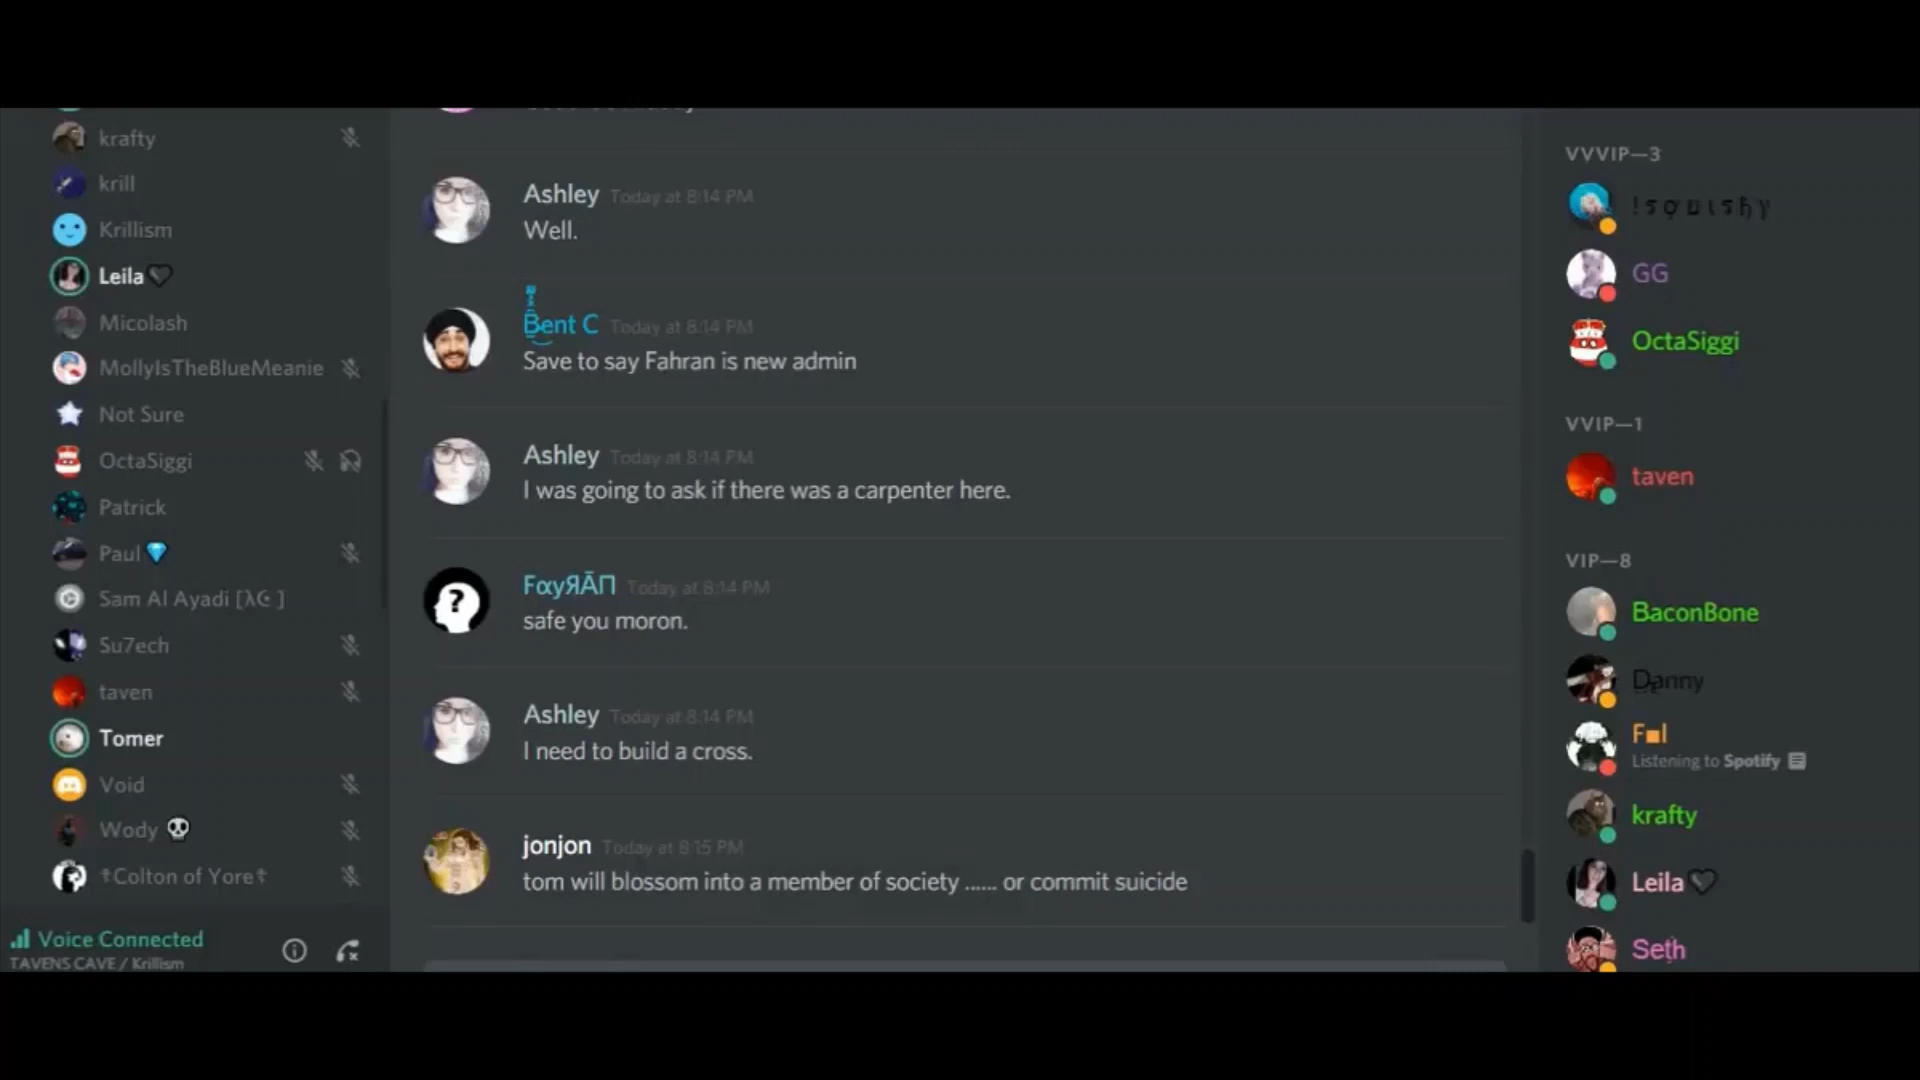 krafty
krill
Krillism
Leila
Micolash
MollyIsTheBlueMeanie
Not Sure
OctaSiggi
Patrick
Paul
Sam Al Ayadi [λ☪ ]
Su7ech
taven
Tomer
Void
Wody
✝Colton of Yore✝
Voice Connected
TAVENS CAVE / Krillism
Ashley Today at 8:14 PM
Well.
Bent C Today at 8:14 PM
Save to say Fahran is new admin
Ashley Today at 8:14 PM
I was going to ask if there was a carpenter here.
FαyЯĀП Today at 8:14 PM
safe you moron.
Ashley Today at 8:14 PM
I need to build a cross.
jonjon Today at 8:15 PM
tom will blossom into a member of society ...... or commit suicide
VVVIP—3
GG
OctaSiggi
VVIP—1
taven
VIP—8
BaconBone
Danny
F■l
Listening to Spotify
krafty
Leila
Seth